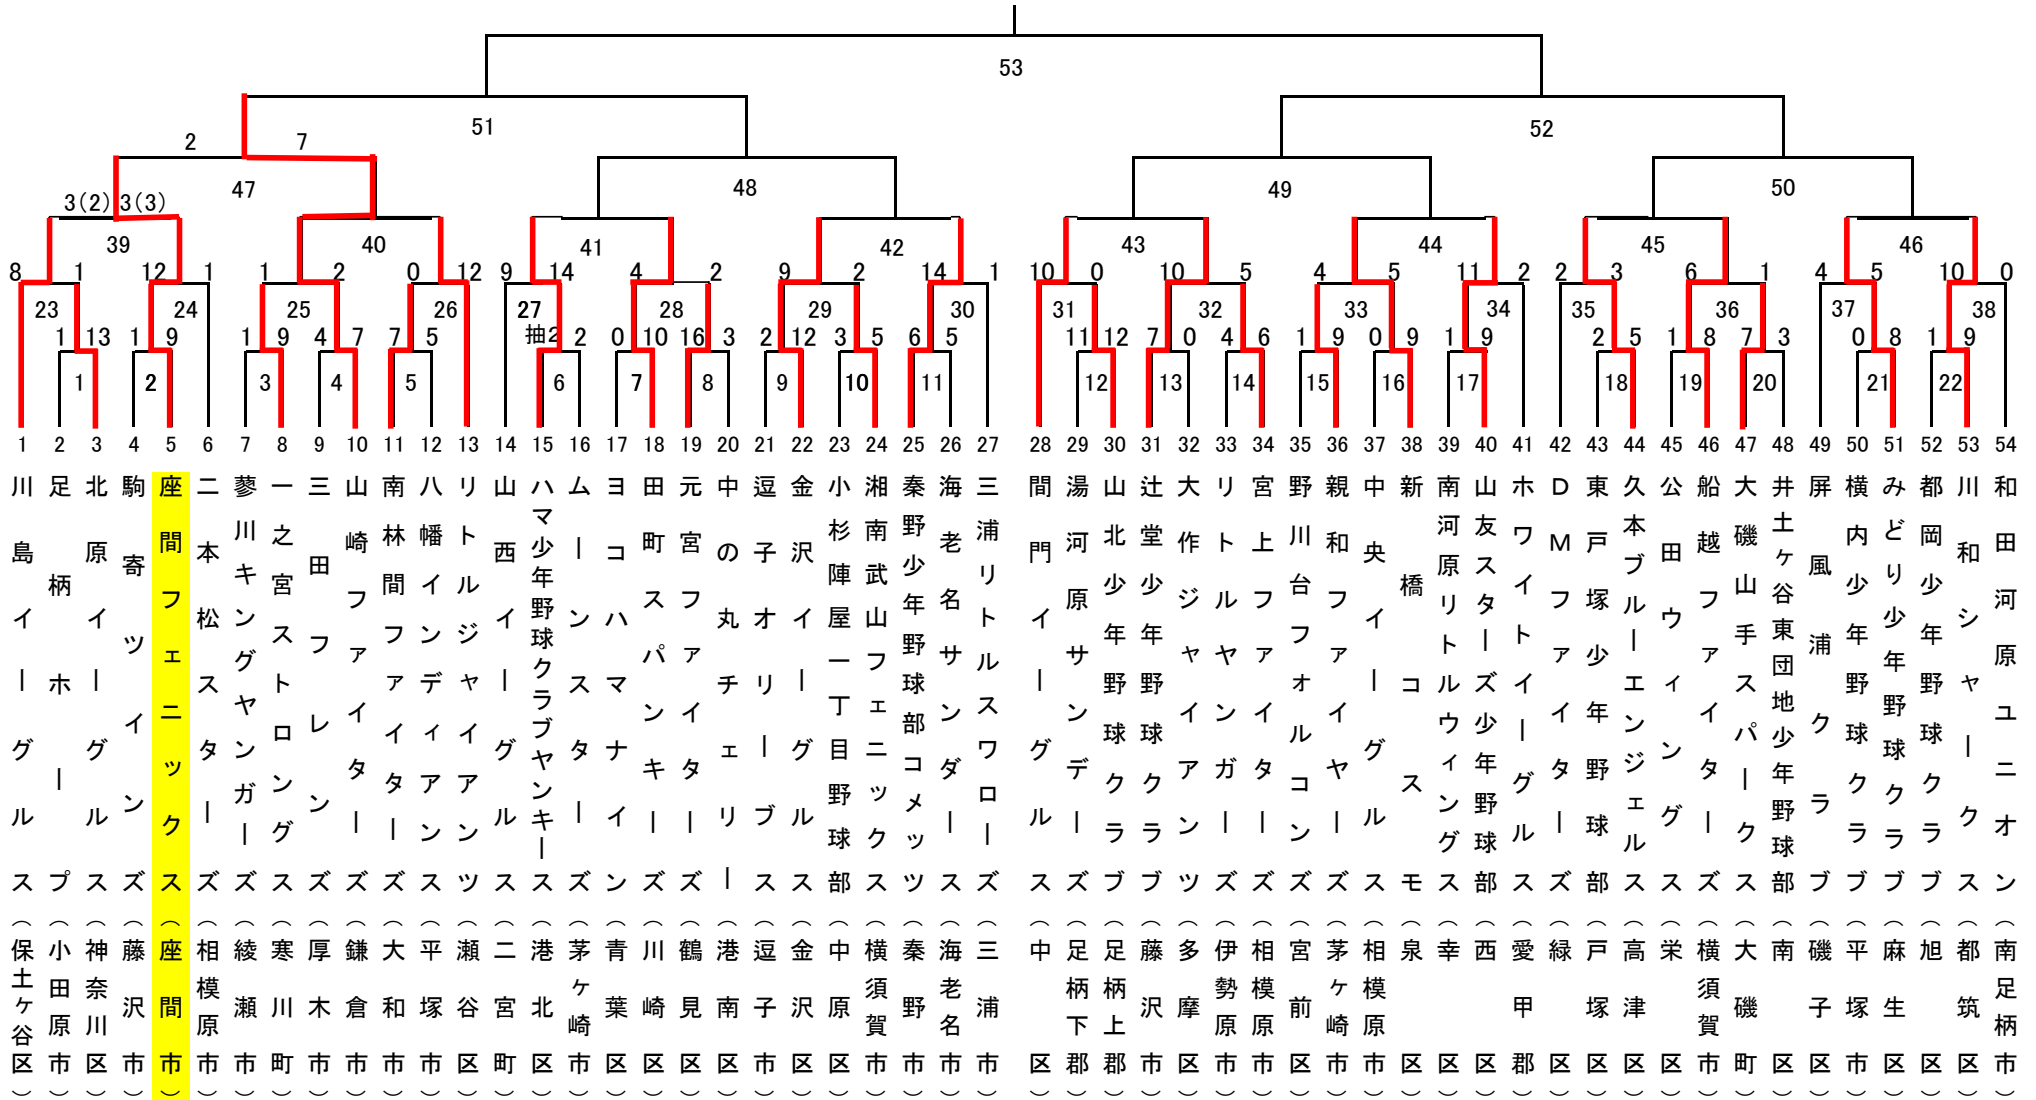 53
51
52
2 7
47
48
49
50
3(2) 3(3)
39
40
41
42
43
44
45
46
8 1 12 1 1 2 0 12 9 14 4 2 9 2 14 1 10 0 10 5 4 5 11 2 2 3 6 1 4 5 10 0
23 24 25 26 27 28 29 30 31 32 33 34 35 36 37 38
1 13 1 9 1 9 4 7 7 5 抽2 2 0 10 16 3 2 12 3 5 6 5 11 12 7 0 4 6 1 9 0 9 1 9 2 5 1 8 7 3 0 8 1 9
1 2 3 4 5 6 7 8 9 10 11 12 13 14 15 16 17 18 19 20 21 22
1 川島イーグルス(保土ヶ谷区)
2 足柄ホープ(小田原市)
3 北原イーグルス(神奈川区)
4 駒寄ツインズ(藤沢市)
5 座間フェニックス(座間市)
6 二本松スターズ(相模原市)
7 蓼川キングヤンガーズ(綾瀬市)
8 一之宮ストロングス(寒川町)
9 三田フレンズ(厚木市)
10 山崎ファイターズ(鎌倉市)
11 南林間ファイターズ(大和市)
12 八幡インディアンス(平塚市)
13 リトルジャイアンツ(瀬谷区)
14 山西イーグルス(二宮町)
15 ハマ少年野球クラブヤンキース(港北区)
16 ムーンスターズ(茅ヶ崎市)
17 ヨコハマナイン(青葉区)
18 田町スパンキーズ(川崎区)
19 元宮ファイターズ(鶴見区)
20 中の丸チェリー(港南区)
21 逗子オリーブス(逗子市)
22 金沢イーグルス(金沢区)
23 小杉陣屋一丁目野球部(中原区)
24 湘南武山フェニックス(横須賀市)
25 秦野少年野球部コメッツ(秦野市)
26 海老名サンダース(海老名市)
27 三浦リトルスワローズ(三浦市)
28 間門イーグルス(中区)
29 湯河原サンデーズ(足柄下郡)
30 山北少年野球クラブ(足柄上郡)
31 辻堂少年野球クラブ(藤沢市)
32 大作ジャイアンツ(多摩区)
33 リトルヤンガーズ(伊勢原市)
34 宮上ファイターズ(相模原市)
35 野川台フォルコンズ(宮前区)
36 親和ファイヤーズ(茅ヶ崎市)
37 中央イーグルス(相模原市)
38 新橋コスモ(泉区)
39 南河原リトルウィングス(幸区)
40 山友スターズ少年野球部(西区)
41 ホワイトイーグルス(愛甲郡)
42 DMファイターズ(緑区)
43 東戸塚少年野球部(戸塚区)
44 久本ブルーエンジェルス(高津区)
45 公田ウィングス(栄区)
46 船越ファイターズ(横須賀市)
47 大磯山手スパークス(大磯町)
48 井土ヶ谷東団地少年野球部(南区)
49 屏風浦クラブ(磯子区)
50 横内少年野球クラブ(平塚市)
51 みどり少年野球クラブ(麻生区)
52 都岡少年野球クラブ(旭区)
53 川和シャークス(都筑区)
54 和田河原ユニオン(南足柄市)